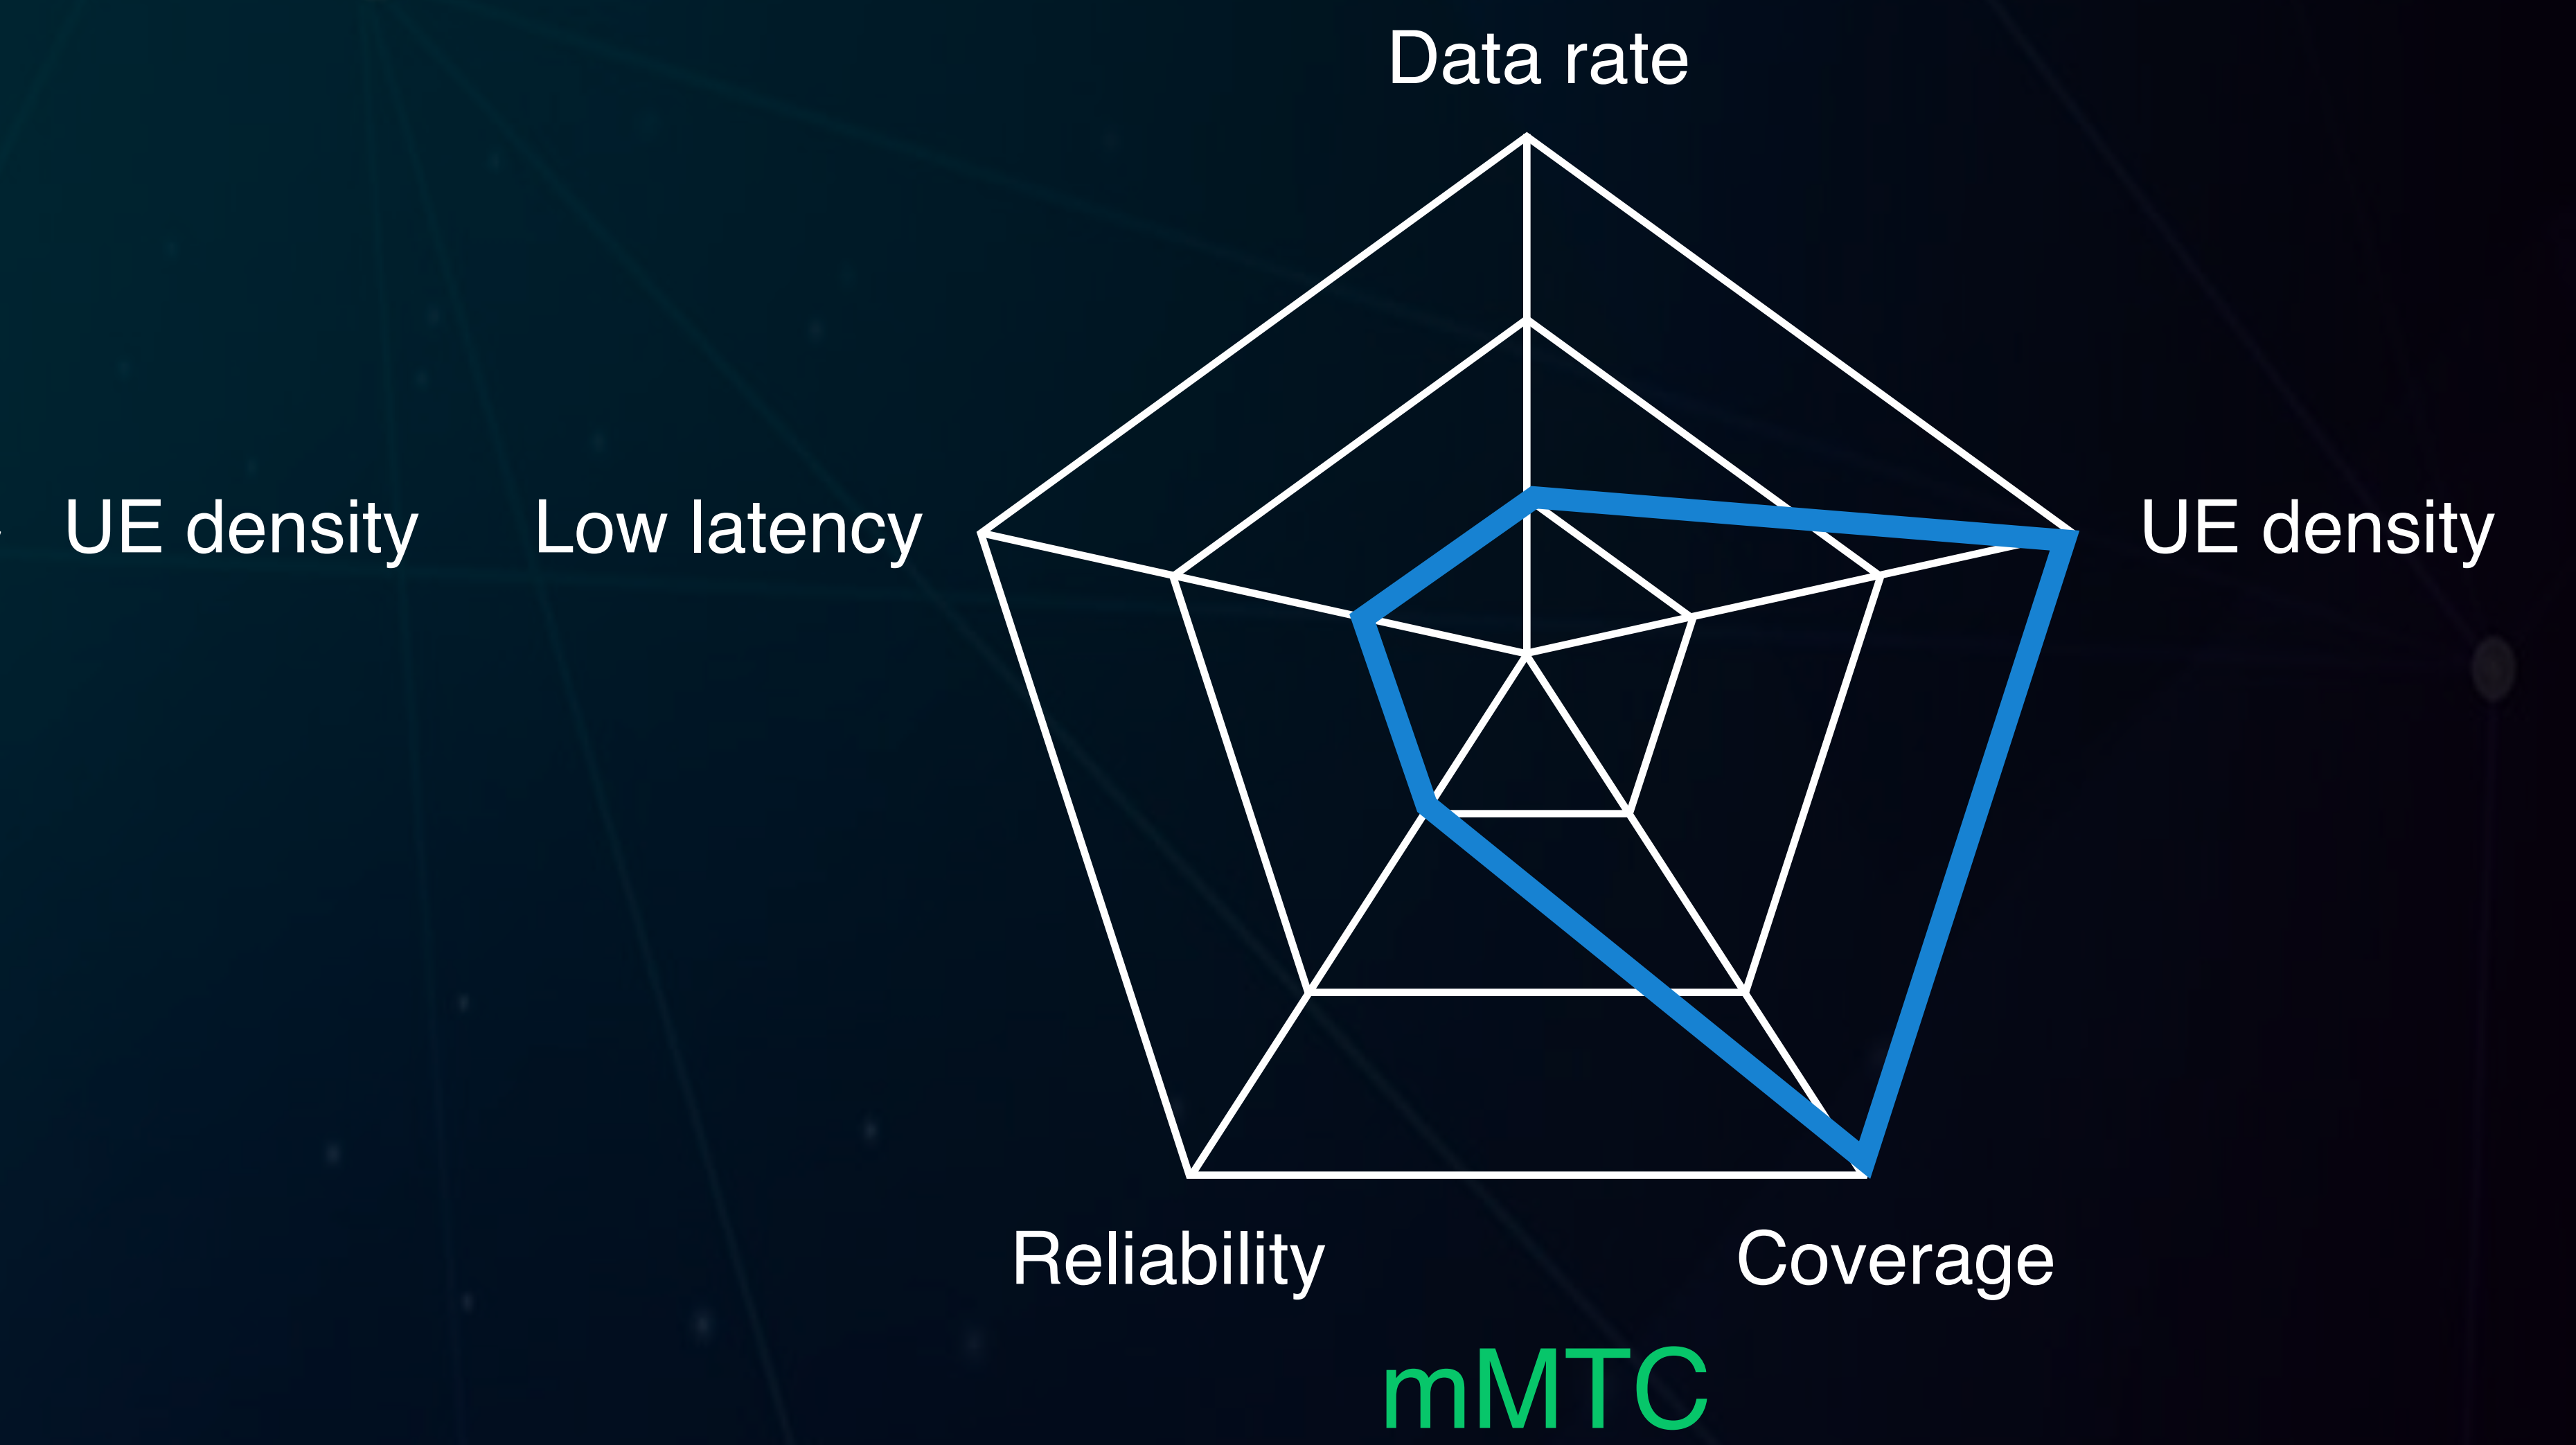 Data rate
UE density
Low latency
UE density
Reliability
Coverage
mMTC